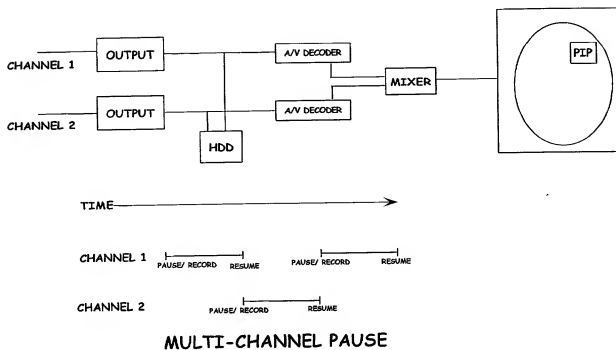 CHANNEL 1
OUTPUT
A/V DECODER
PIP
MIXER
CHANNEL 2
OUTPUT
A/V DECODER
HDD
TIME
CHANNEL 1
PAUSE/ RECORD RESUME PAUSE/ RECORD RESUME
CHANNEL 2
PAUSE/ RECORD RESUME
MULTI-CHANNEL PAUSE